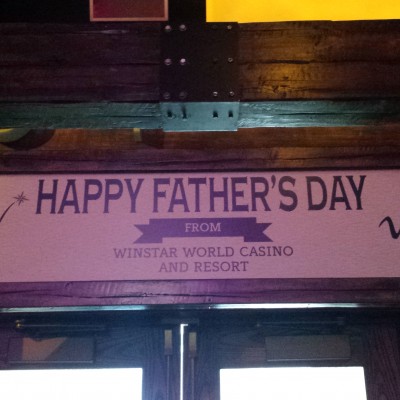 HAPPY FATHER'S DAY
FROM
WINSTAR WORLD CASINO
AND RESORT